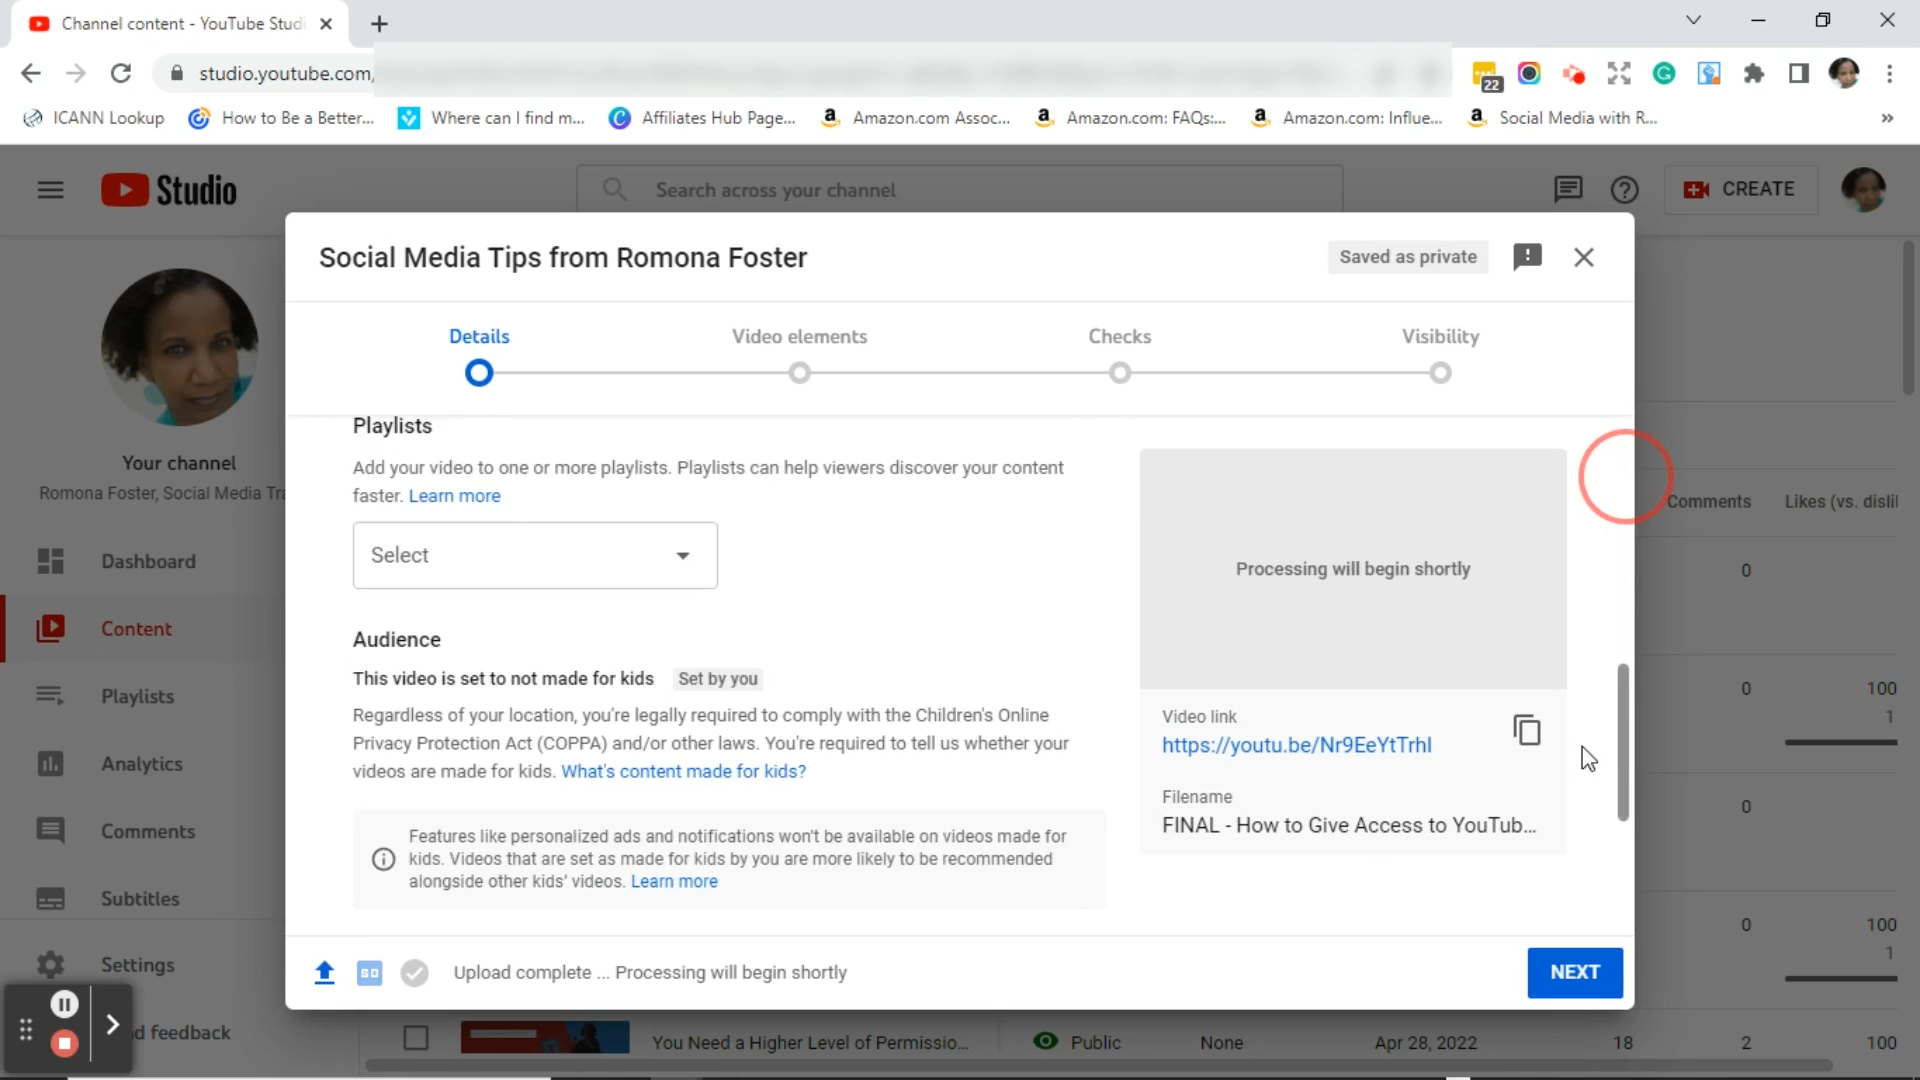 Channel content - YouTube Studi
studio.youtube.com/
22
ICANN Lookup
How to Be a Better...
Where can I find m...
Affiliates Hub Page...
Amazon.com Assoc...
Amazon.com: FAQs:...
Amazon.com: Influe...
Social Media with R...
»
Studio
Search across your channel
CREATE
Social Media Tips from Romona Foster
Saved as private
Details
Video elements
Checks
Visibility
Your channel
Romona Foster, Social Media Tra
Dashboard
Content
Playlists
Analytics
Comments
Subtitles
Settings
d feedback
Playlists
Add your video to one or more playlists. Playlists can help viewers discover your content
faster. Learn more
Select
Audience
This video is set to not made for kids Set by you
Regardless of your location, you're legally required to comply with the Children's Online
Privacy Protection Act (COPPA) and/or other laws. You're required to tell us whether your
videos are made for kids. What's content made for kids?
Features like personalized ads and notifications won't be available on videos made for
kids. Videos that are set as made for kids by you are more likely to be recommended
alongside other kids' videos. Learn more
Processing will begin shortly
Video link
https://youtu.be/Nr9EeYtTrhI
Filename
FINAL - How to Give Access to YouTub...
SD
Upload complete ... Processing will begin shortly
NEXT
Comments
Likes (vs. disli
0
0
100
1
0
0
100
1
You Need a Higher Level of Permissio...
Public
None
Apr 28, 2022
18
2
100